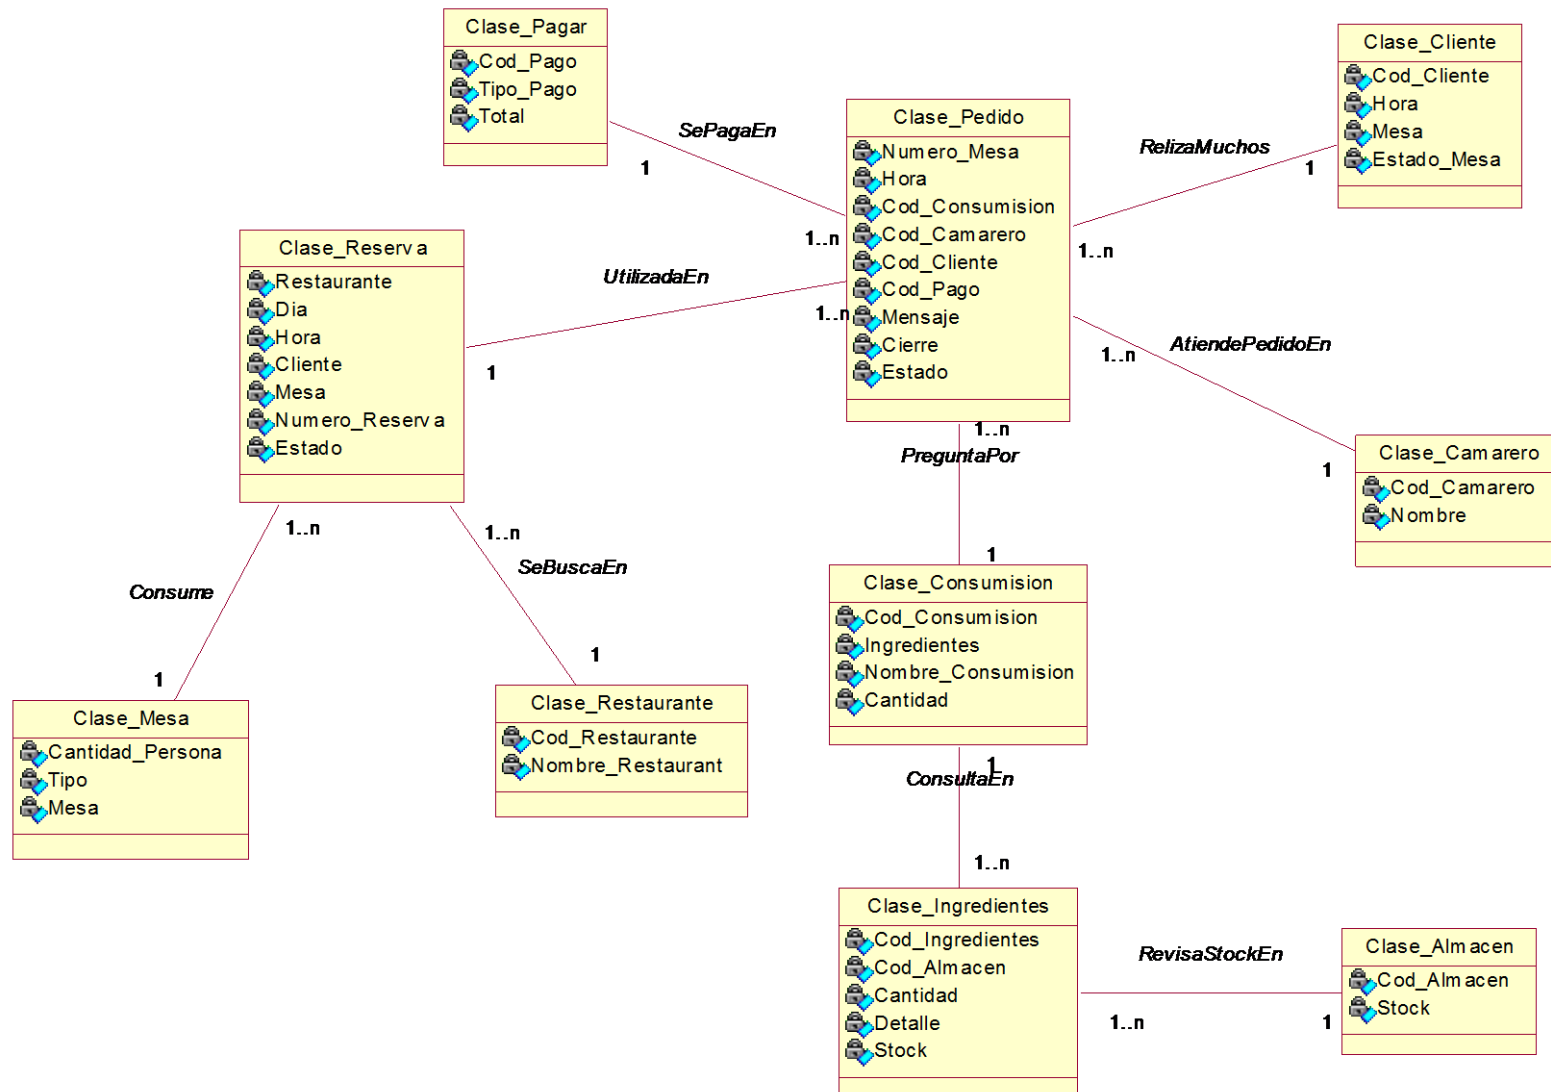 Clase_Pagar
Cod_Pago
Tipo_Pago
Total
SePagaEn
1
1..n
Clase_Pedido
Numero_Mesa
Hora
Cod_Consumision
Cod_Camarero
Cod_Cliente
Cod_Pago
Mensaje
Cierre
Estado
RelizaMuchos
1
1..n
Clase_Cliente
Cod_Cliente
Hora
Mesa
Estado_Mesa
Clase_Reserva
Restaurante
Dia
Hora
Cliente
Mesa
Numero_Reserva
Estado
UtilizadaEn
1..n
1
AtiendePedidoEn
1..n
1
Clase_Camarero
Cod_Camarero
Nombre
1..n
PreguntaPor
1
Clase_Consumision
Cod_Consumision
Ingredientes
Nombre_Consumision
Cantidad
1..n
Consume
1
1..n
SeBuscaEn
1
Clase_Mesa
Cantidad_Persona
Tipo
Mesa
Clase_Restaurante
Cod_Restaurante
Nombre_Restaurant
1
ConsultaEn
1..n
Clase_Ingredientes
Cod_Ingredientes
Cod_Almacen
Cantidad
Detalle
Stock
RevisaStockEn
1..n
1
Clase_Almacen
Cod_Almacen
Stock